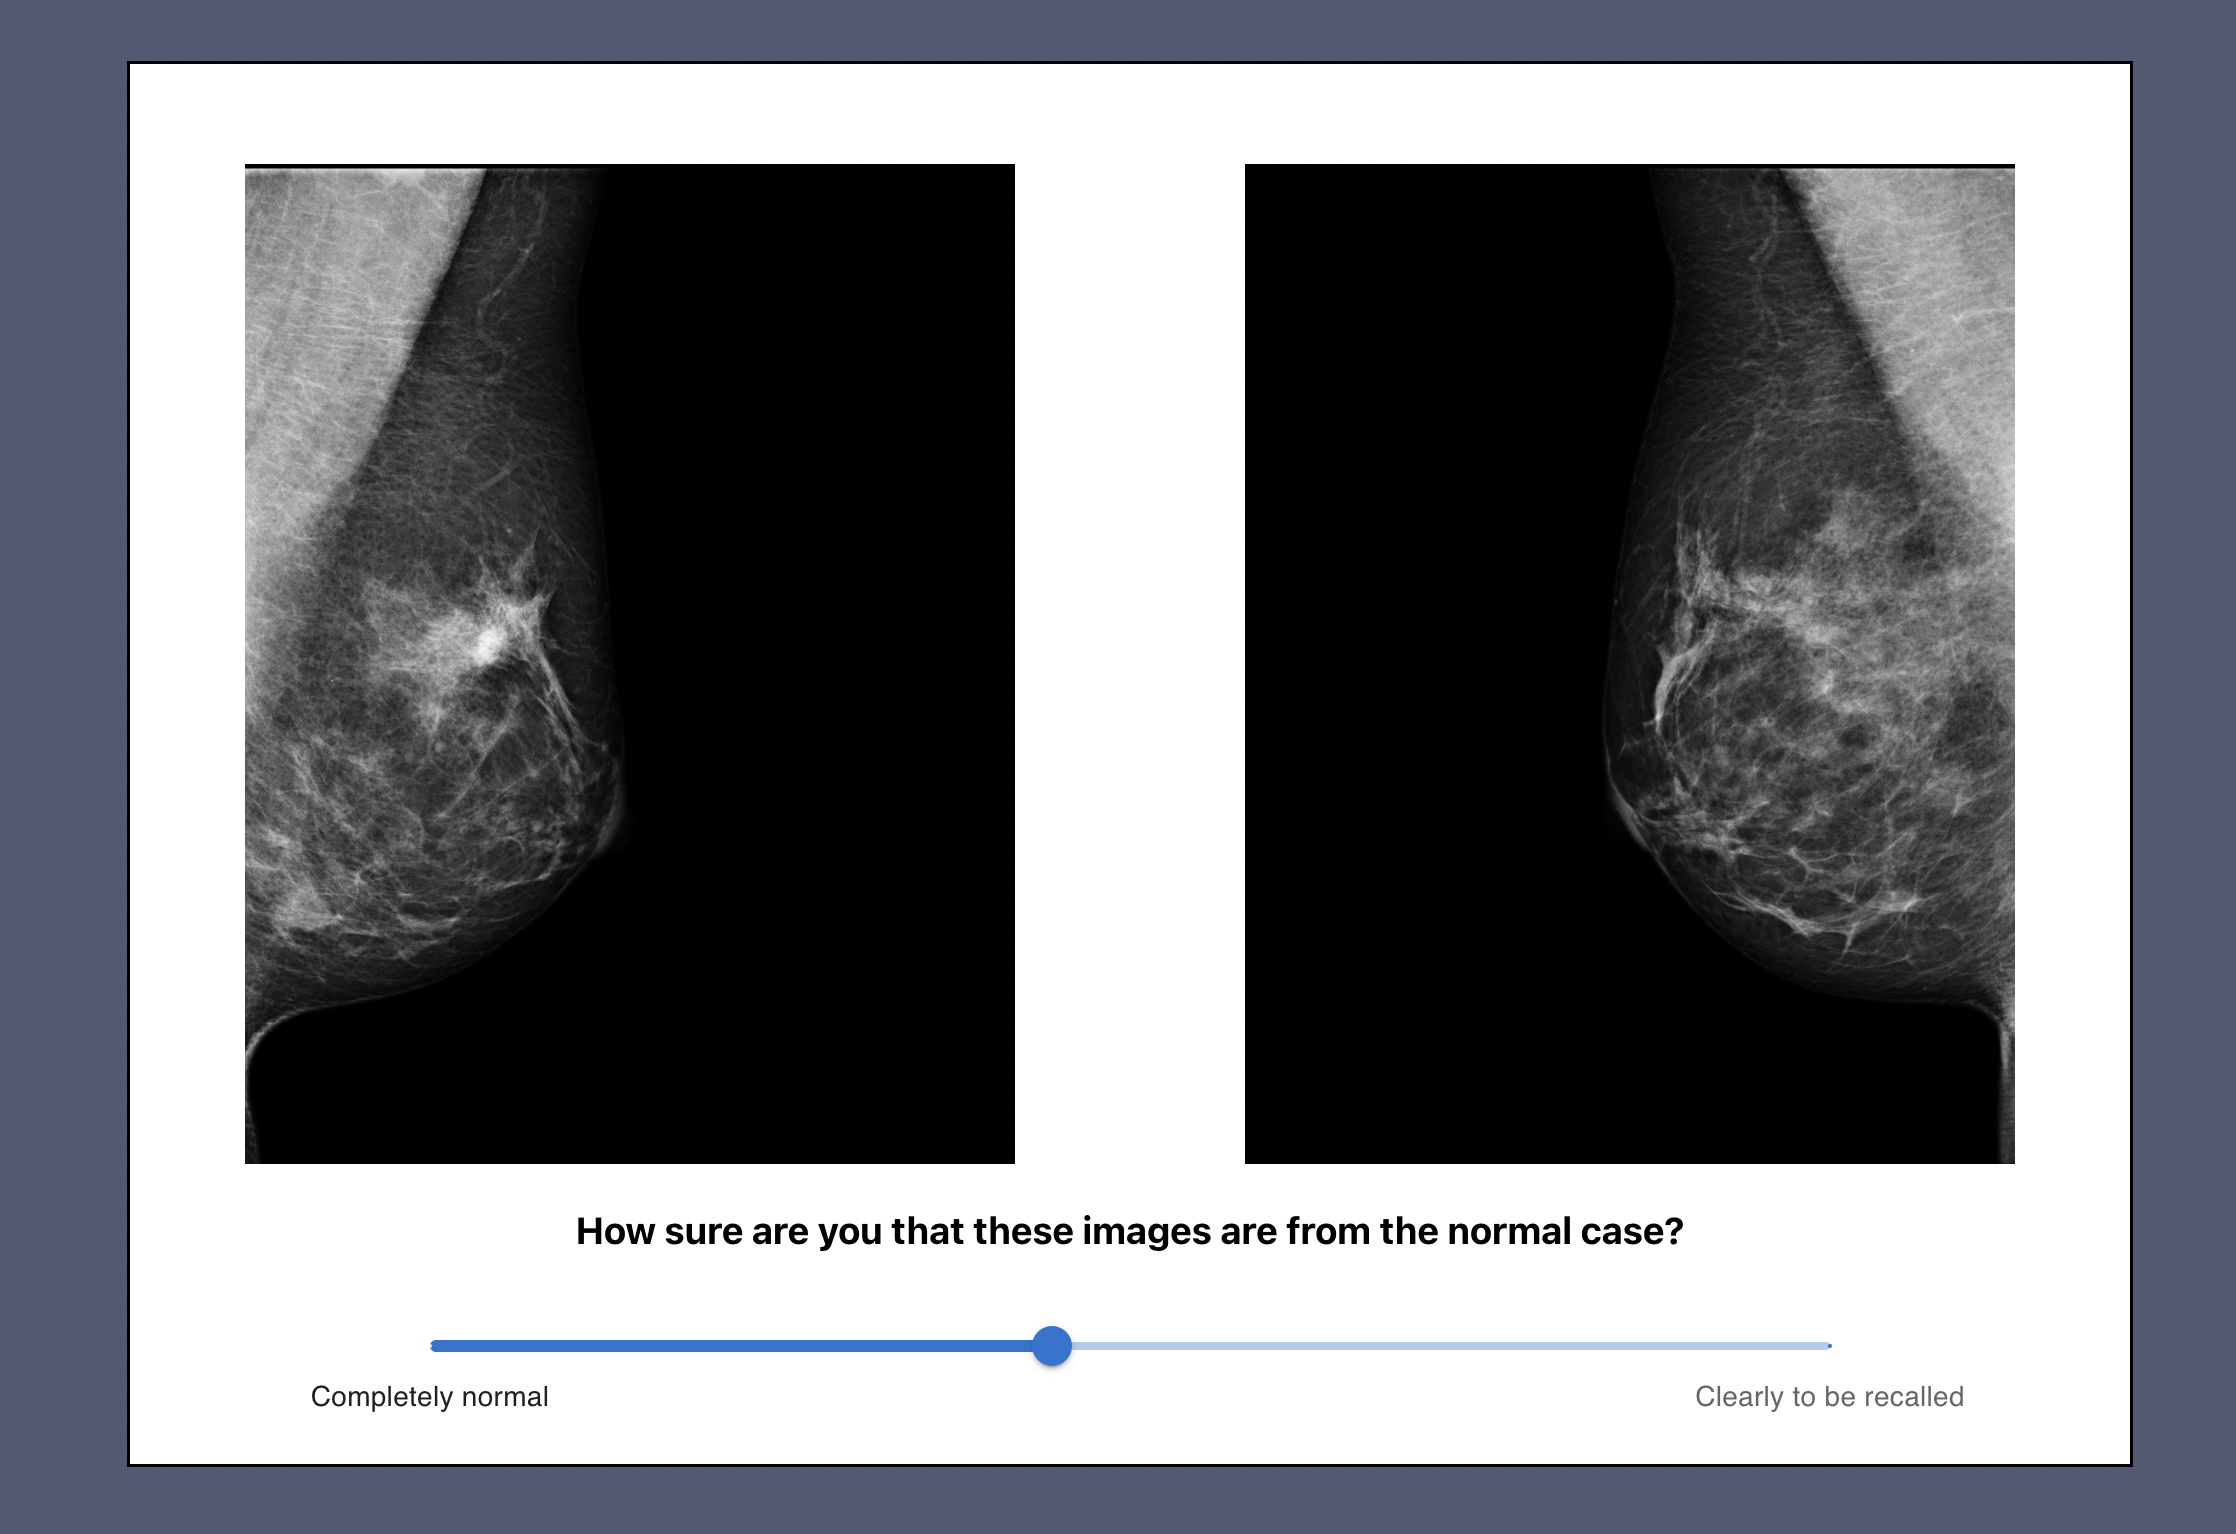 How sure are you that these images are from the normal case?
Completely normal
Clearly to be recalled